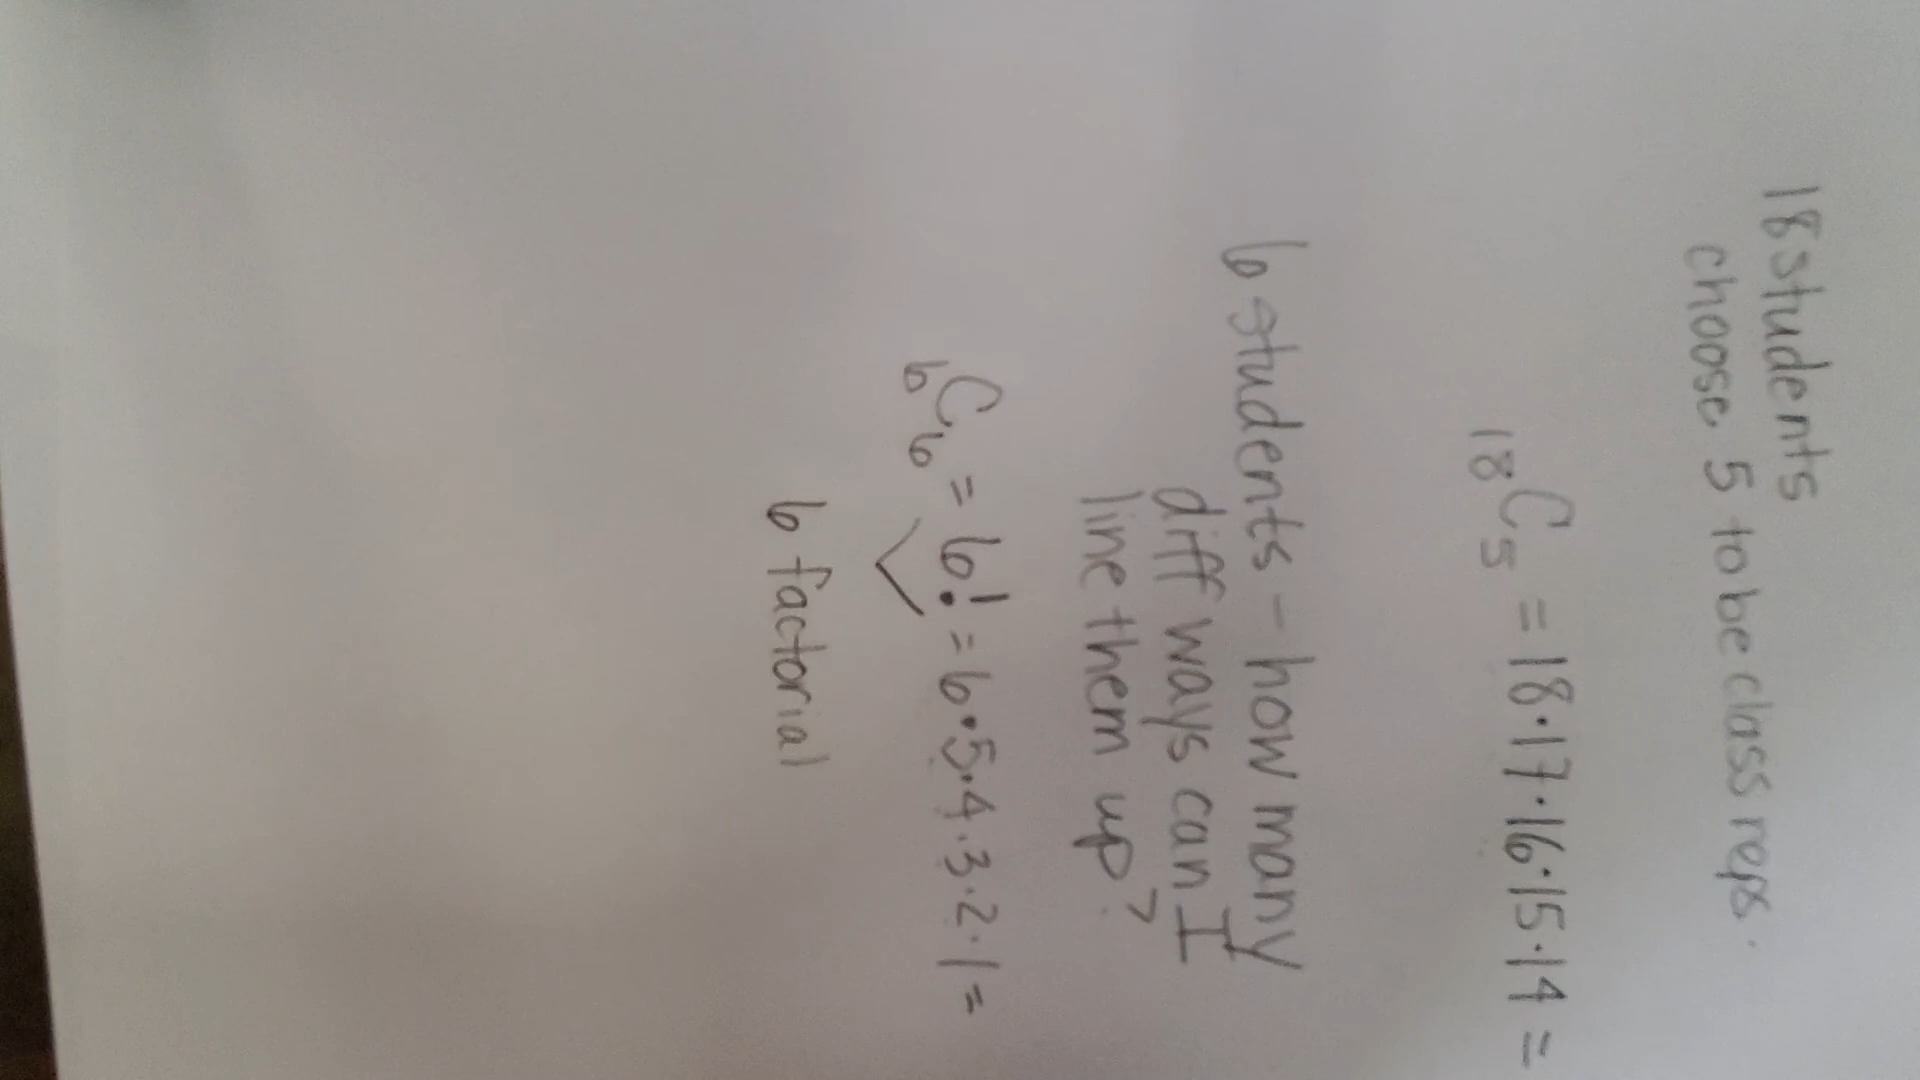 18 students
choose 5 to be class reps.
18C5 = 18·17·16·15·14 =
6 students - how many
diff ways can I
line them up?
6C6 = 6! = 6·5·4·3·2·1 =
6 factorial